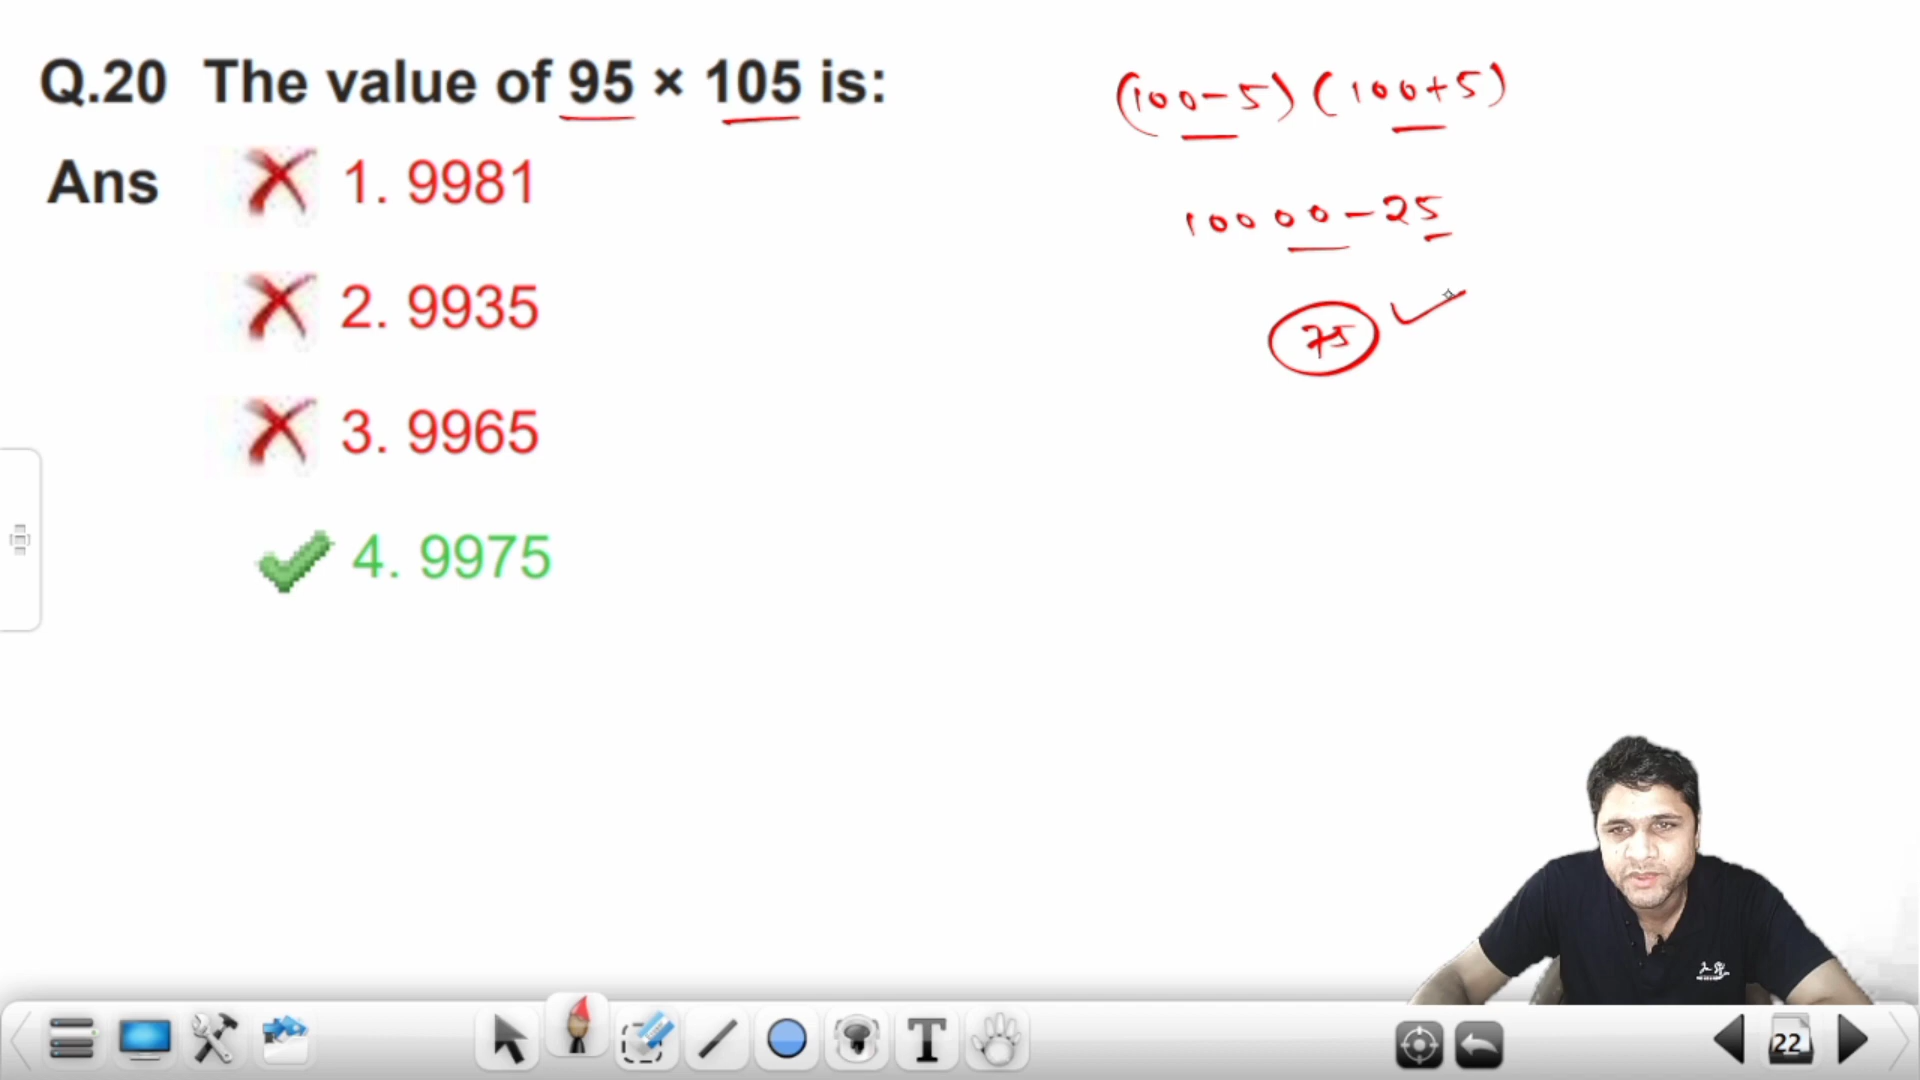 Q.20 The value of 95 × 105 is:
(100-5) (100+5)
Ans 1. 9981
10000-25
2. 9935
75
3. 9965
4. 9975
T
22